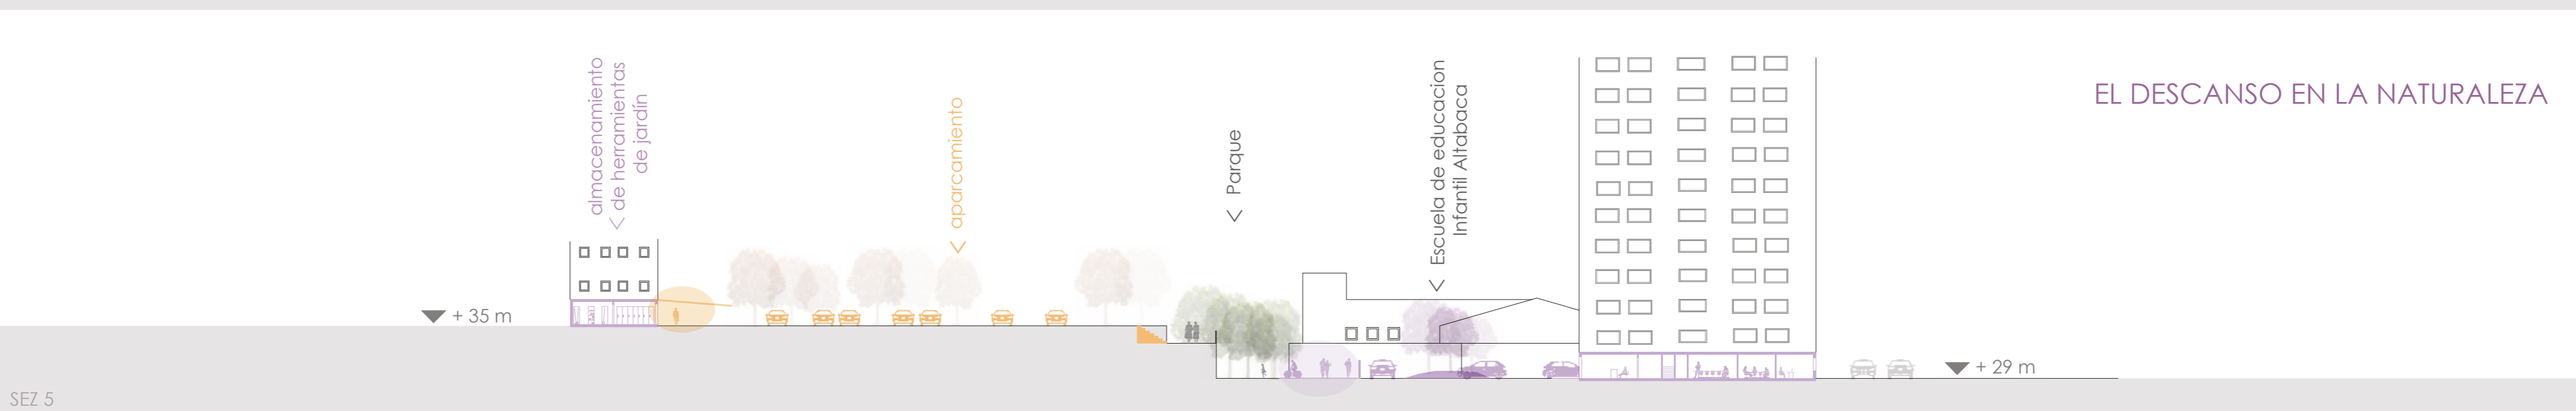 almacenamiento
< de herramientas
de jardín
< aparcamiento
< Parque
< Escuela de educacion
Infantil Altabaca
EL DESCANSO EN LA NATURALEZA
+ 35 m
+ 29 m
SEZ 5